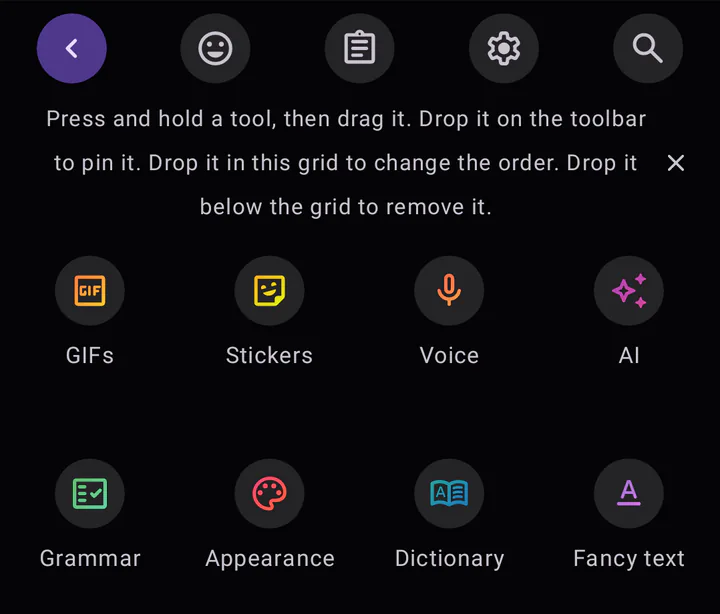 Press and hold a tool, then drag it. Drop it on the toolbar
to pin it. Drop it in this grid to change the order. Drop it
below the grid to remove it.
GIF
GIFs
Stickers
Voice
AI
A
A
Grammar
Appearance
Dictionary
Fancy text